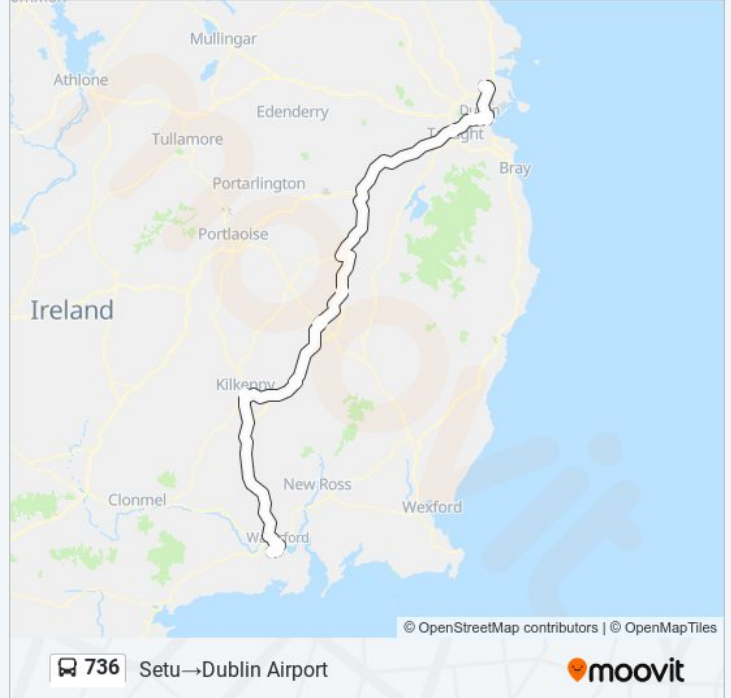 Mullingar
Athlone
Edenderry
Tullamore
Bray
Portarlington
Portlaoise
Ireland
Kilkenny
New Ross
Clonmel
Wexford
© OpenStreetMap contributors | © OpenMapTiles
736 Setu→Dublin Airport
moovit